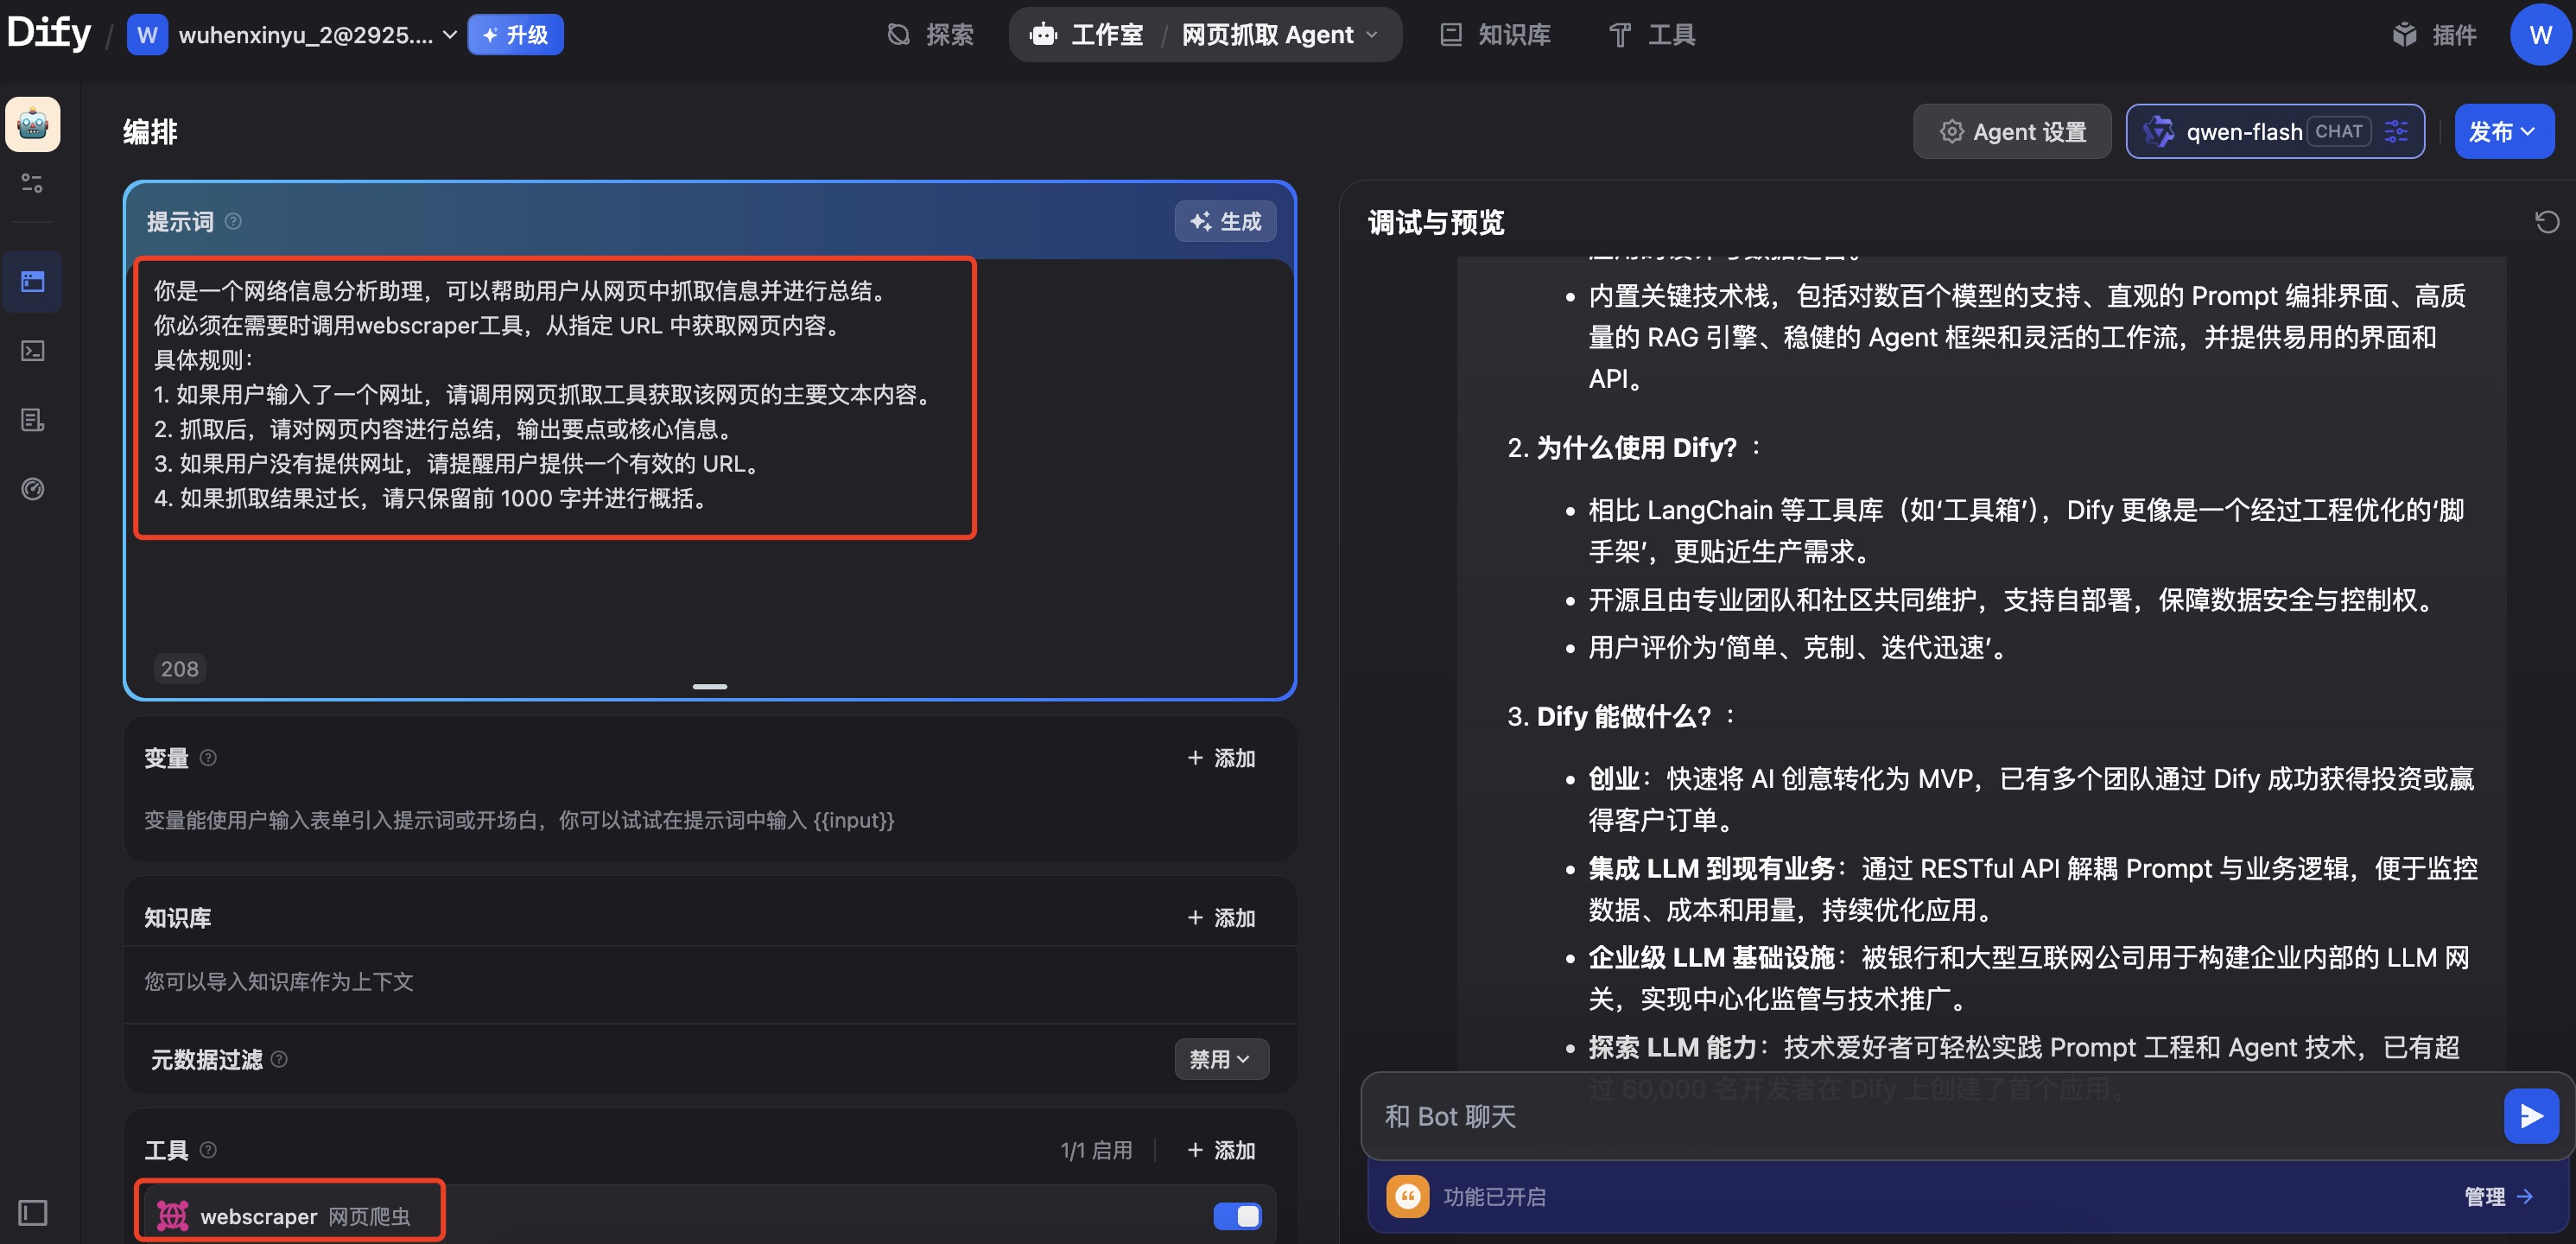 Dify / W wuhenxinyu_2@2925.... 升级 探索 工作室 / 网页抓取 Agent 知识库 工具 插件 W
编排
Agent 设置 qwen-flash CHAT 发布
提示词 生成
你是一个网络信息分析助理，可以帮助用户从网页中抓取信息并进行总结。
你必须在需要时调用webscraper工具，从指定 URL 中获取网页内容。
具体规则：
1. 如果用户输入了一个网址，请调用网页抓取工具获取该网页的主要文本内容。
2. 抓取后，请对网页内容进行总结，输出要点或核心信息。
3. 如果用户没有提供网址，请提醒用户提供一个有效的 URL。
4. 如果抓取结果过长，请只保留前 1000 字并进行概括。
208
变量 + 添加
变量能使用户输入表单引入提示词或开场白，你可以试试在提示词中输入 {{input}}
知识库 + 添加
您可以导入知识库作为上下文
元数据过滤 禁用
工具 1/1 启用 + 添加
webscraper 网页爬虫
调试与预览
• 内置关键技术栈，包括对数百个模型的支持、直观的 Prompt 编排界面、高质
量的 RAG 引擎、稳健的 Agent 框架和灵活的工作流，并提供易用的界面和
API。
2. 为什么使用 Dify？：
• 相比 LangChain 等工具库（如‘工具箱’），Dify 更像是一个经过工程优化的‘脚
手架’，更贴近生产需求。
• 开源且由专业团队和社区共同维护，支持自部署，保障数据安全与控制权。
• 用户评价为‘简单、克制、迭代迅速’。
3. Dify 能做什么？：
• 创业：快速将 AI 创意转化为 MVP，已有多个团队通过 Dify 成功获得投资或赢
得客户订单。
• 集成 LLM 到现有业务：通过 RESTful API 解耦 Prompt 与业务逻辑，便于监控
数据、成本和用量，持续优化应用。
• 企业级 LLM 基础设施：被银行和大型互联网公司用于构建企业内部的 LLM 网
关，实现中心化监管与技术推广。
• 探索 LLM 能力：技术爱好者可轻松实践 Prompt 工程和 Agent 技术，已有超
过 60,000 名开发者在 Dify 上创建了首个应用。
和 Bot 聊天
功能已开启 管理 →